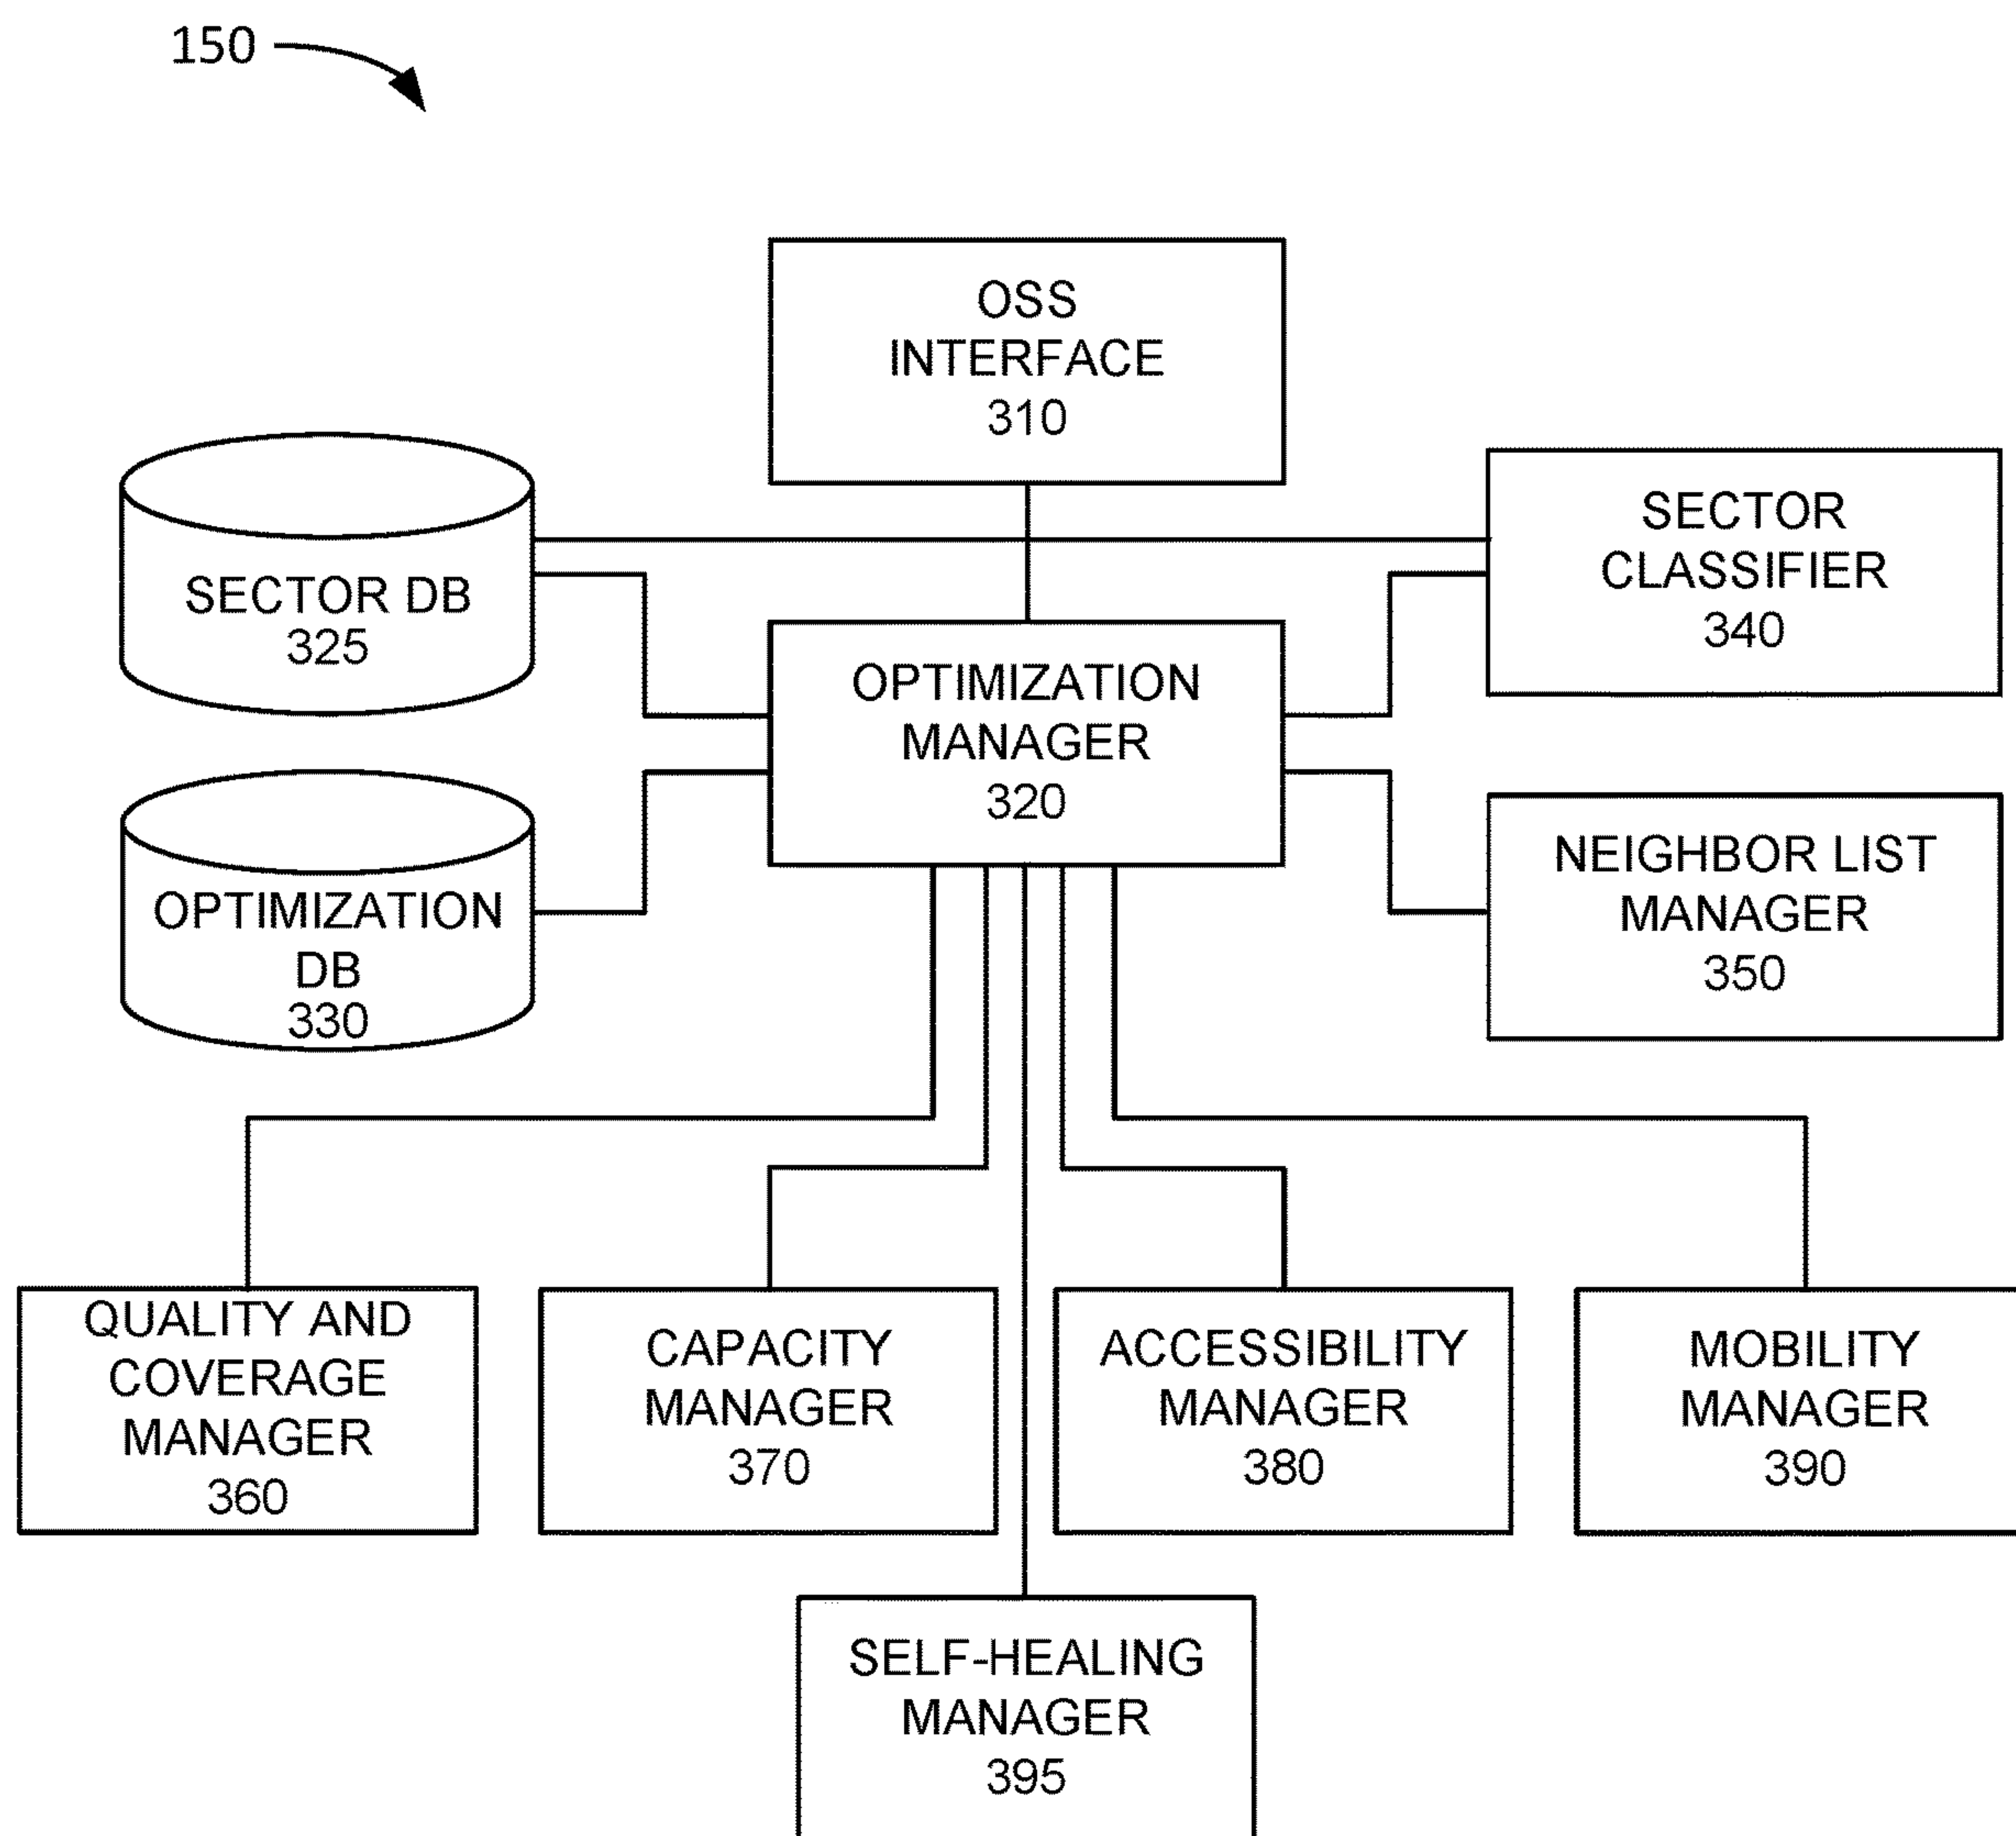 150
OSS
INTERFACE
310
SECTOR DB
325
SECTOR
CLASSIFIER
340
OPTIMIZATION
MANAGER
320
OPTIMIZATION
DB
330
NEIGHBOR LIST
MANAGER
350
QUALITY AND
COVERAGE
MANAGER
360
CAPACITY
MANAGER
370
ACCESSIBILITY
MANAGER
380
MOBILITY
MANAGER
390
SELF-HEALING
MANAGER
395